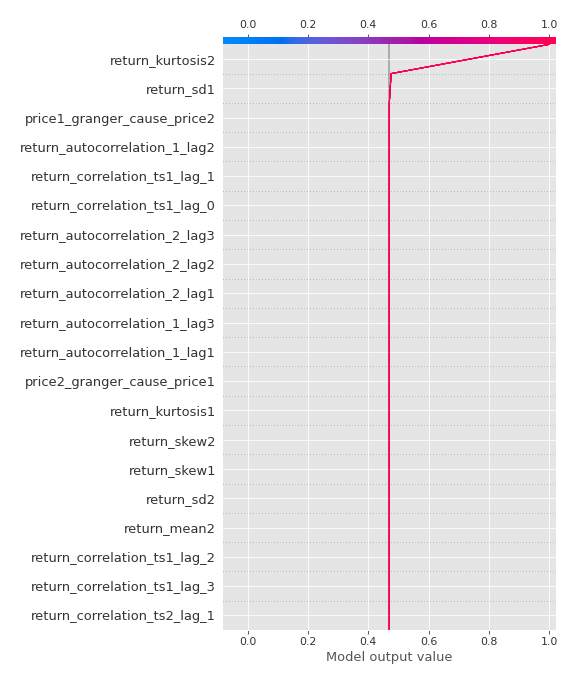 0.0 0.2 0.4 0.6 0.8 1.0
return_kurtosis2
return_sd1
price1_granger_cause_price2
return_autocorrelation_1_lag2
return_correlation_ts1_lag_1
return_correlation_ts1_lag_0
return_autocorrelation_2_lag3
return_autocorrelation_2_lag2
return_autocorrelation_2_lag1
return_autocorrelation_1_lag3
return_autocorrelation_1_lag1
price2_granger_cause_price1
return_kurtosis1
return_skew2
return_skew1
return_sd2
return_mean2
return_correlation_ts1_lag_2
return_correlation_ts1_lag_3
return_correlation_ts2_lag_1
0.0 0.2 0.4 0.6 0.8 1.0
Model output value